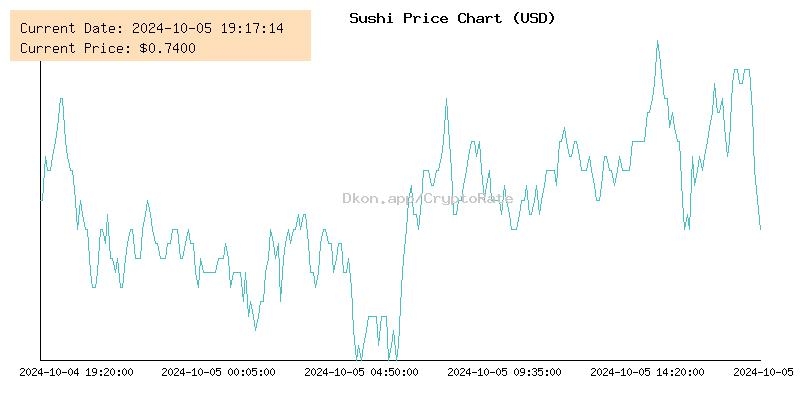 Sushi Price Chart (USD)
Current Date: 2024-10-05 19:17:14
Current Price: $0.7400
Dkon.app/CryptoRate
2024-10-04 19:20:00 2024-10-05 00:05:00 2024-10-05 04:50:00 2024-10-05 09:35:00 2024-10-05 14:20:00 2024-10-05